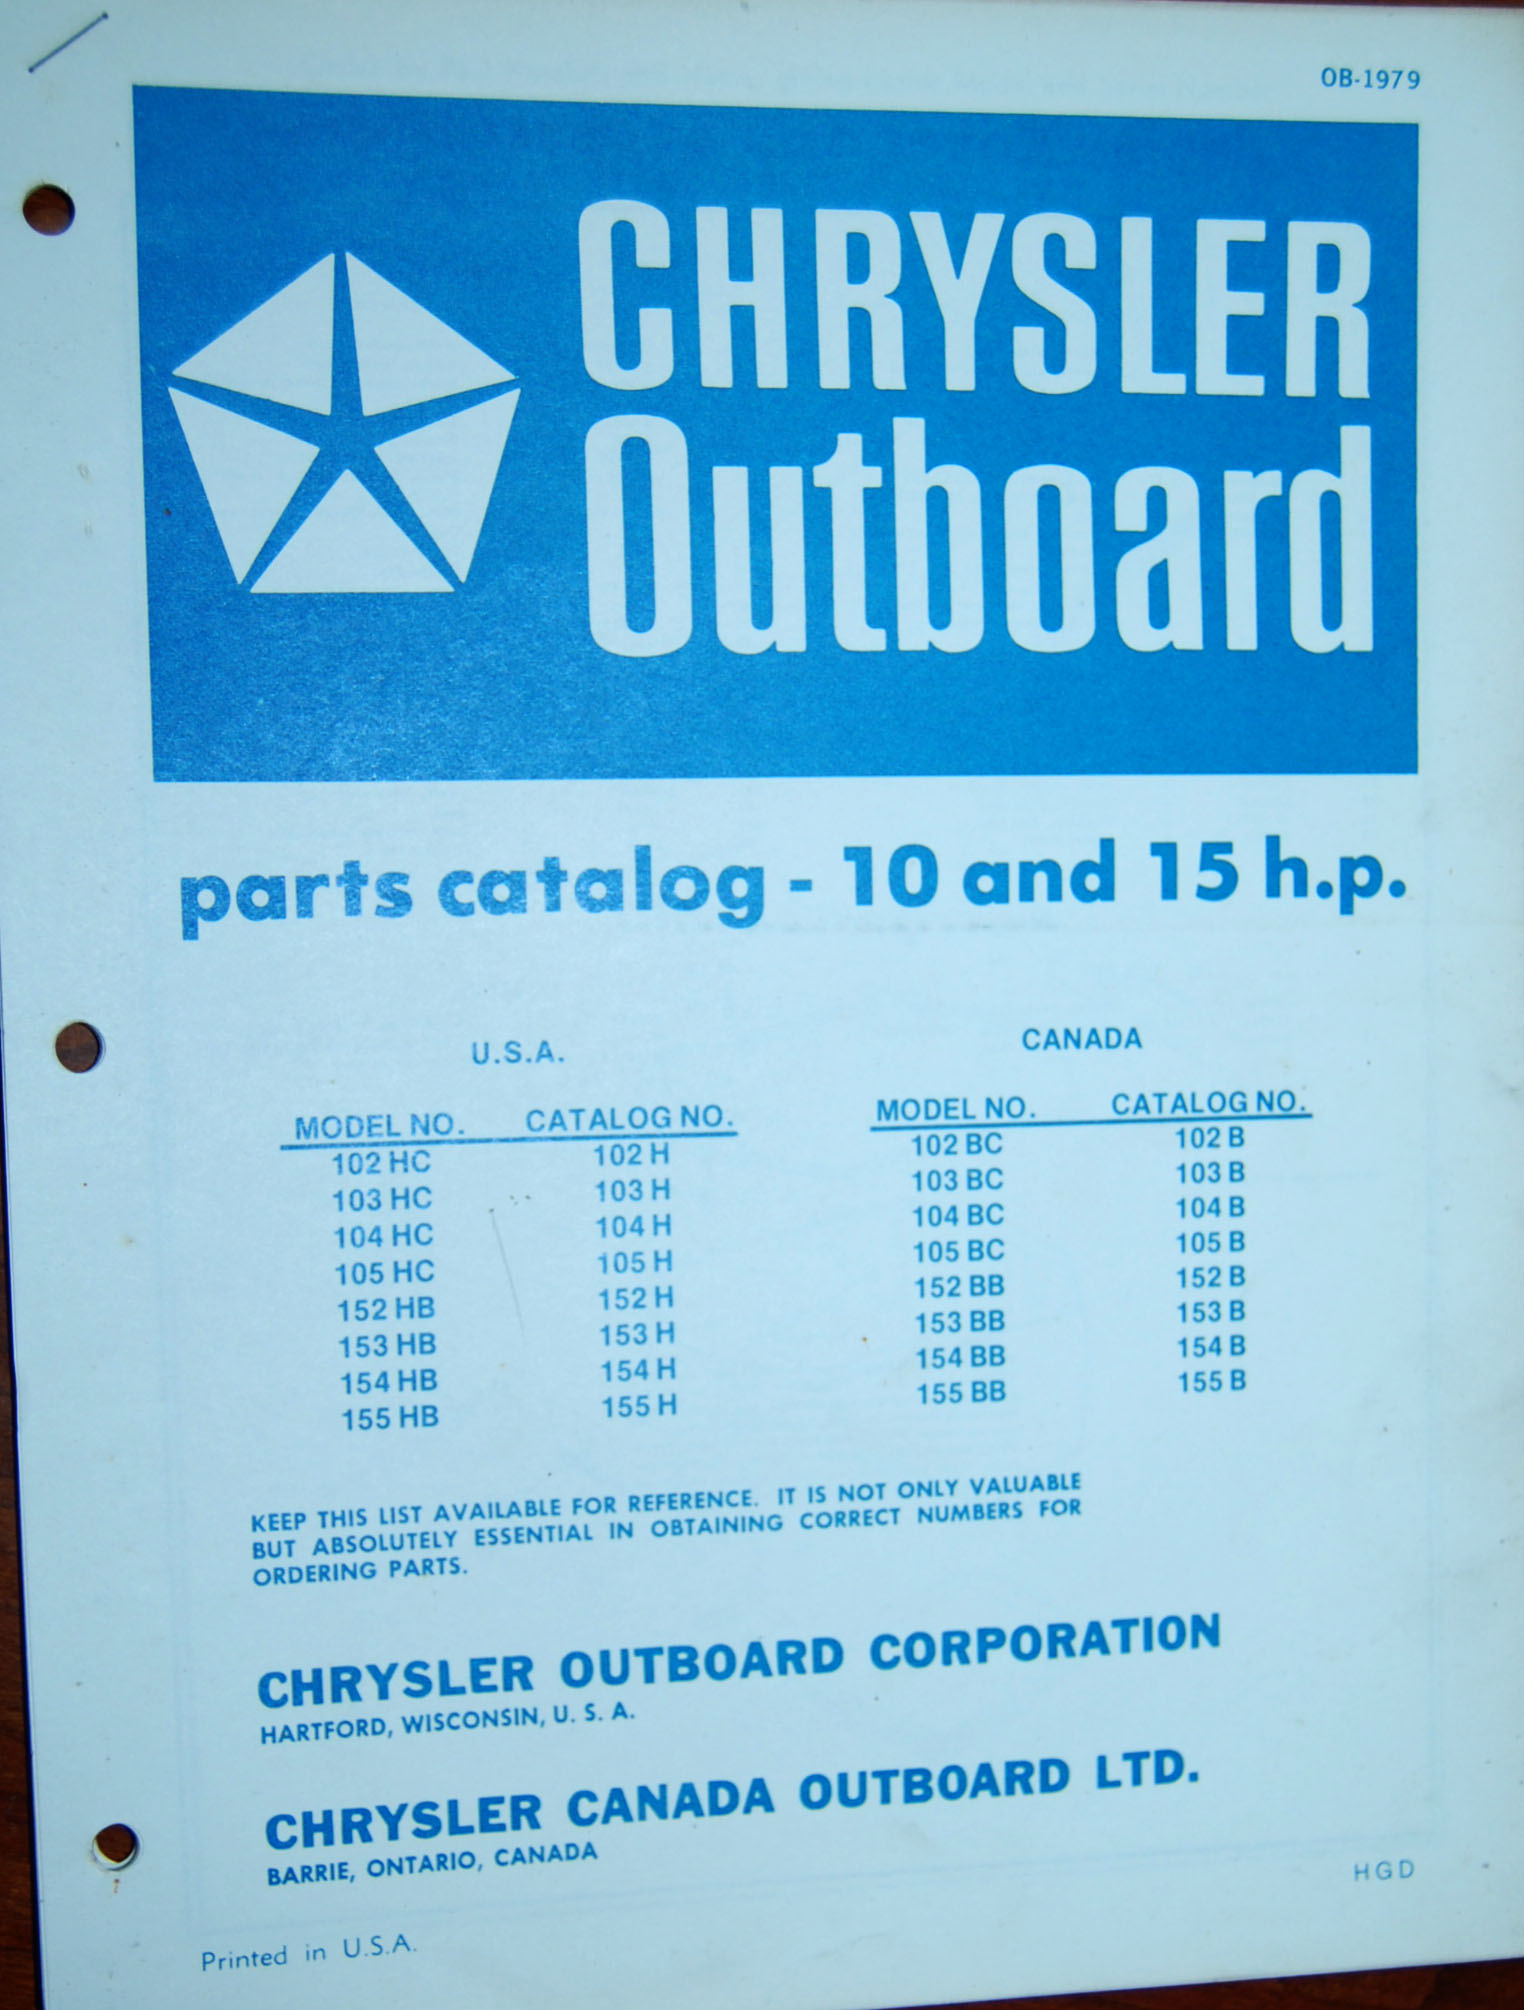 OB-1979
CHRYSLER
Outboard
parts catalog - 10 and 15 h.p.
U.S.A.
MODEL NO. CATALOG NO.
102 HC 102 H
103 HC 103 H
104 HC 104 H
105 HC 105 H
152 HB 152 H
153 HB 153 H
154 HB 154 H
155 HB 155 H
CANADA
MODEL NO. CATALOG NO.
102 BC 102 B
103 BC 103 B
104 BC 104 B
105 BC 105 B
152 BB 152 B
153 BB 153 B
154 BB 154 B
155 BB 155 B
KEEP THIS LIST AVAILABLE FOR REFERENCE. IT IS NOT ONLY VALUABLE
BUT ABSOLUTELY ESSENTIAL IN OBTAINING CORRECT NUMBERS FOR
ORDERING PARTS.
CHRYSLER OUTBOARD CORPORATION
HARTFORD, WISCONSIN, U. S. A.
CHRYSLER CANADA OUTBOARD LTD.
BARRIE, ONTARIO, CANADA
HGD
Printed in U.S.A.